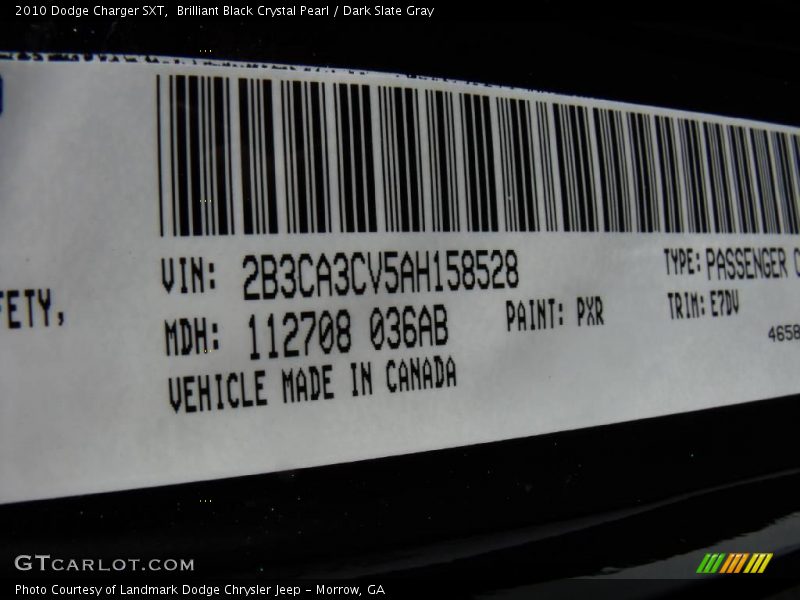 2010 Dodge Charger SXT,  Brilliant Black Crystal Pearl / Dark Slate Gray
FETY,
VIN: 2B3CA3CV5AH158528
TYPE: PASSENGER C
MDH: 112708 036AB
PAINT: PXR
TRIM: E7DV
4658
VEHICLE MADE IN CANADA
GTCARLOT.COM
Photo Courtesy of Landmark Dodge Chrysler Jeep - Morrow, GA